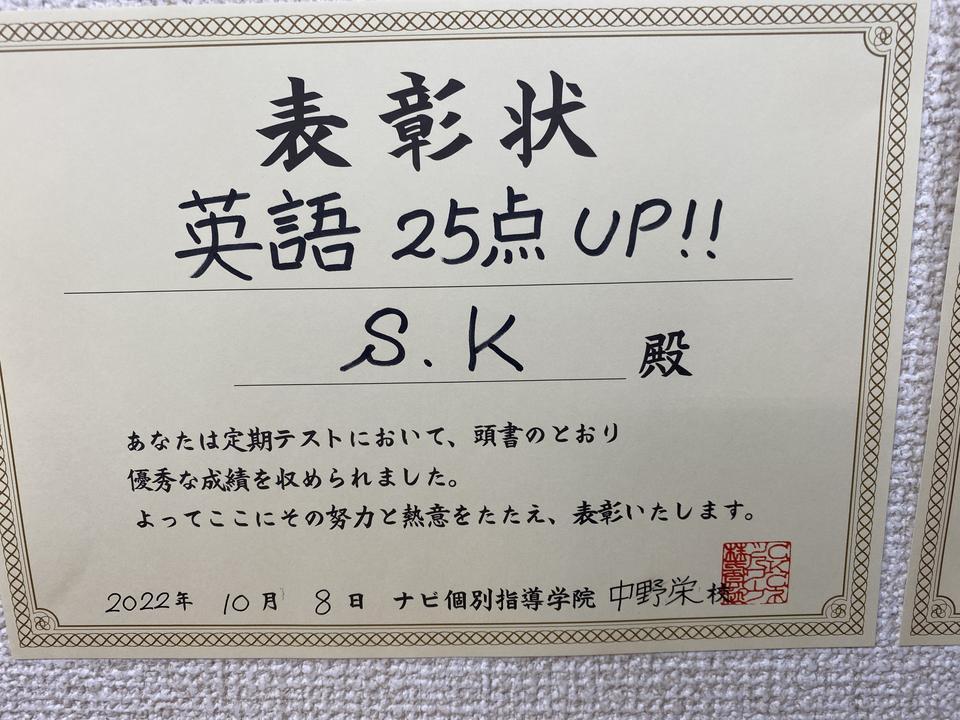 表彰状
英語 25点 UP!!
S.K 殿
あなたは定期テストにおいて、頭書のとおり
優秀な成績を収められました。
よってここにその努力と熱意をたたえ、表彰いたします。
2022年 10月 8日 ナビ個別指導学院 中野栄校